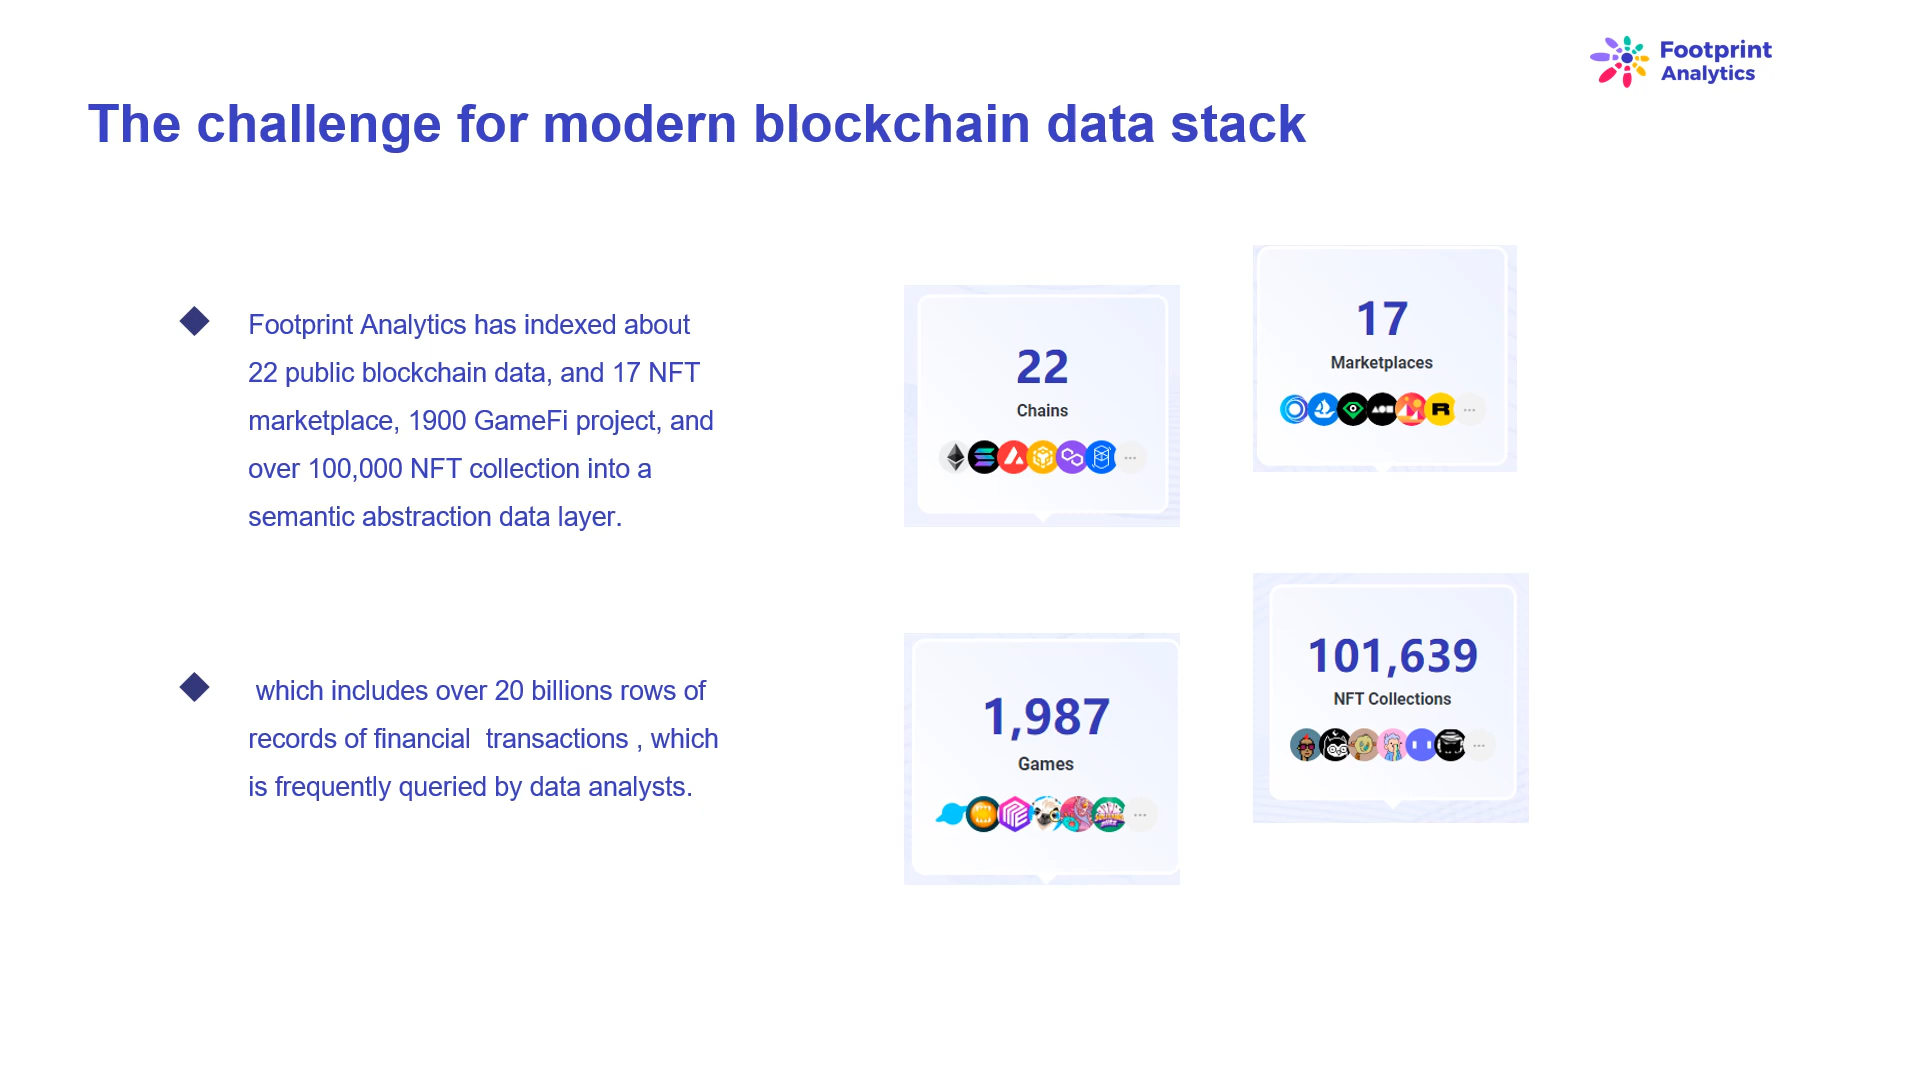 Footprint
Analytics
The challenge for modern blockchain data stack
Footprint Analytics has indexed about
22 public blockchain data, and 17 NFT
marketplace, 1900 GameFi project, and
over 100,000 NFT collection into a
semantic abstraction data layer.
which includes over 20 billions rows of
records of financial  transactions , which
is frequently queried by data analysts.
22
Chains
17
Marketplaces
1,987
Games
101,639
NFT Collections